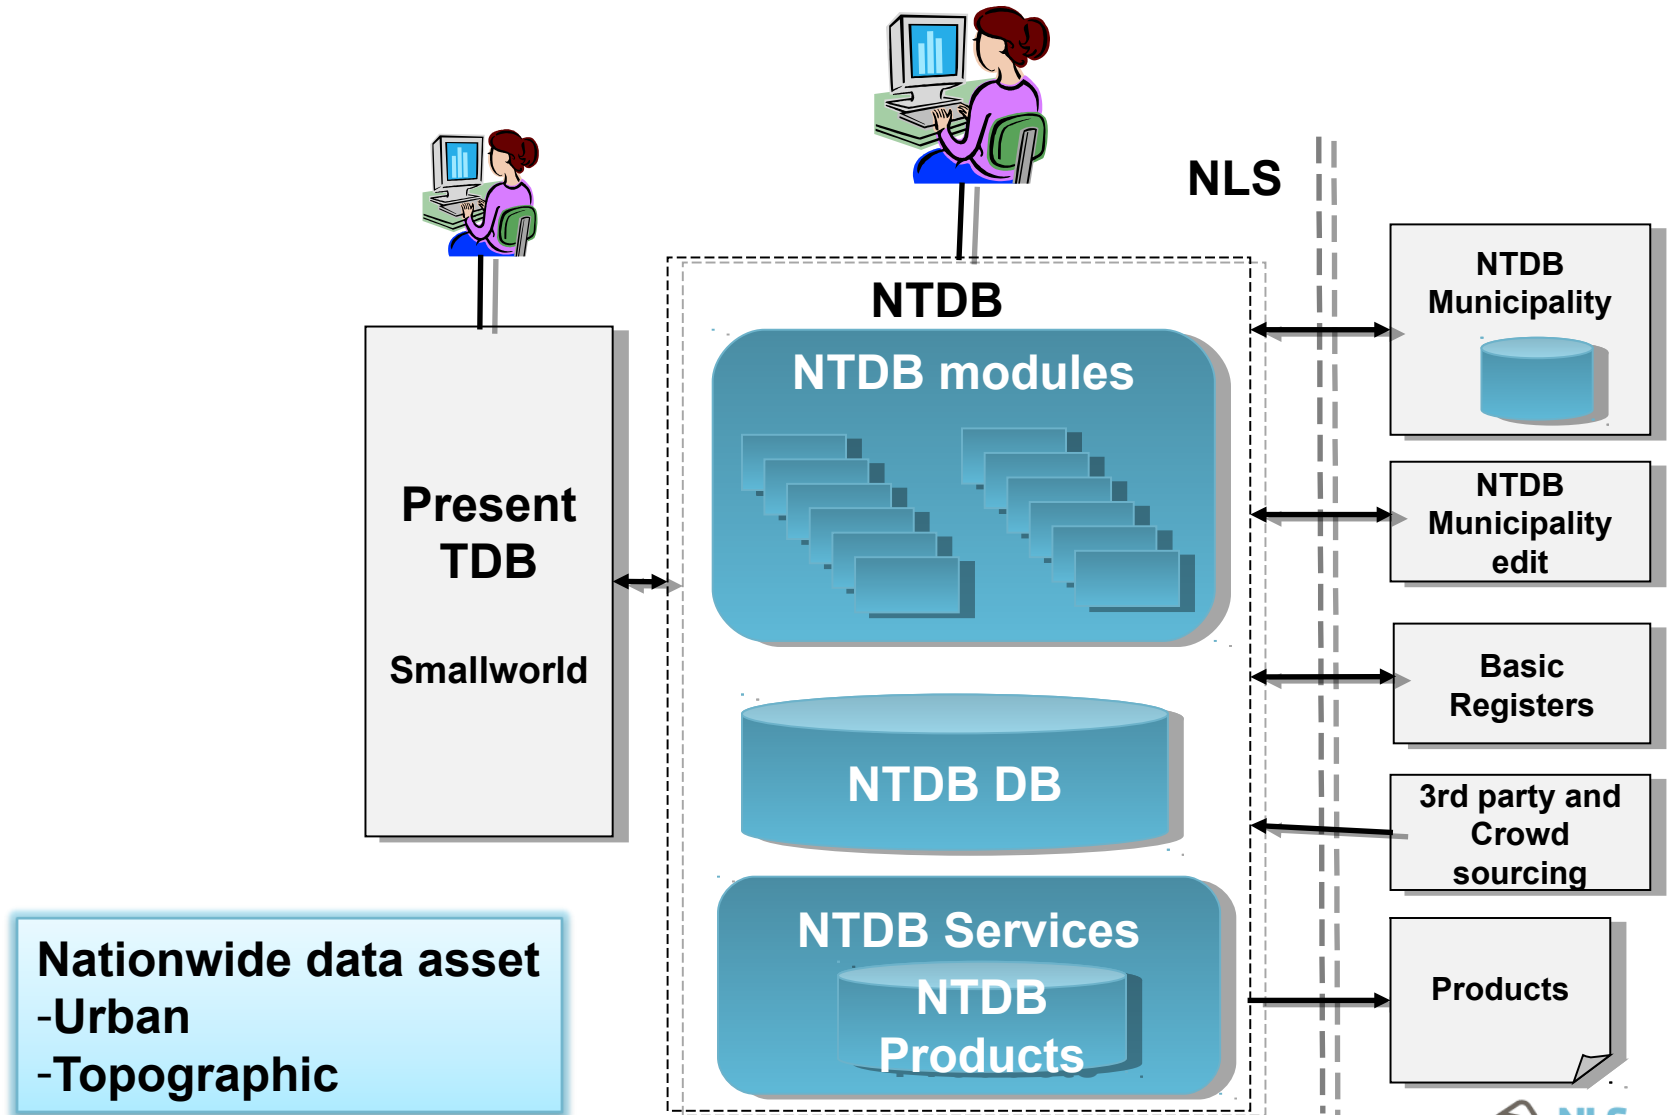 NLS
NTDB
NTDB modules
Present
TDB
Smallworld
NTDB DB
NTDB Services
NTDB
Products
NTDB
Municipality
NTDB
Municipality
edit
Basic
Registers
3rd party and
Crowd
sourcing
Products
Nationwide data asset
-Urban
-Topographic
NLS